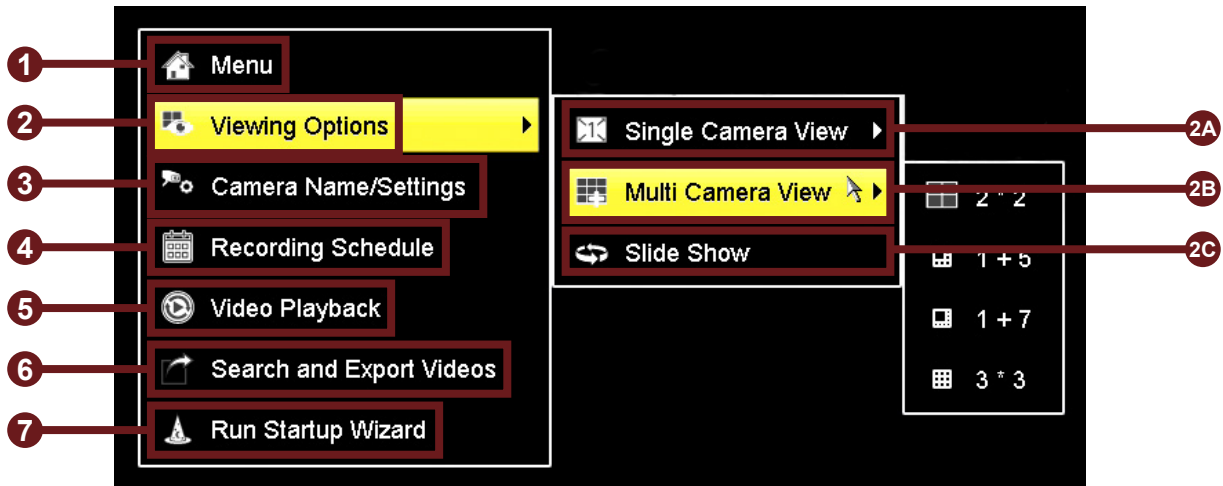 1 Menu
2 Viewing Options
3 Camera Name/Settings
4 Recording Schedule
5 Video Playback
6 Search and Export Videos
7 Run Startup Wizard
1 Single Camera View 2A
Multi Camera View 2B
Slide Show 2C
2 * 2
1 + 5
1 + 7
3 * 3